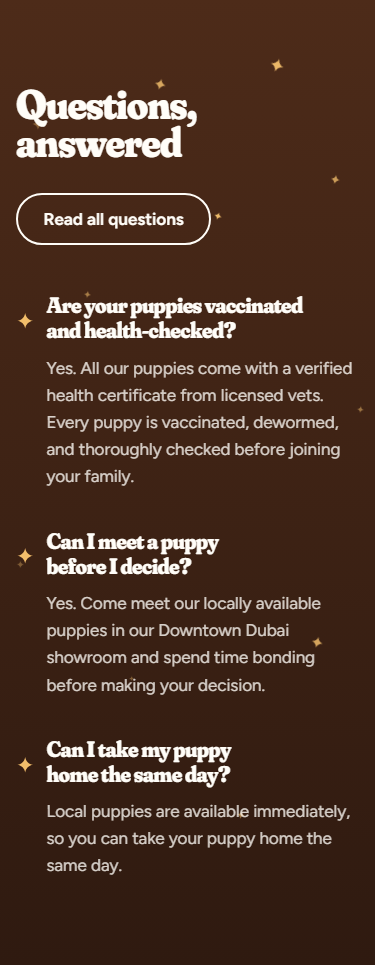 Questions,
answered
Read all questions
Are your puppies vaccinated
and health-checked?
Yes. All our puppies come with a verified
health certificate from licensed vets.
Every puppy is vaccinated, dewormed,
and thoroughly checked before joining
your family.
Can I meet a puppy
before I decide?
Yes. Come meet our locally available
puppies in our Downtown Dubai
showroom and spend time bonding
before making your decision.
Can I take my puppy
home the same day?
Local puppies are available immediately,
so you can take your puppy home the
same day.